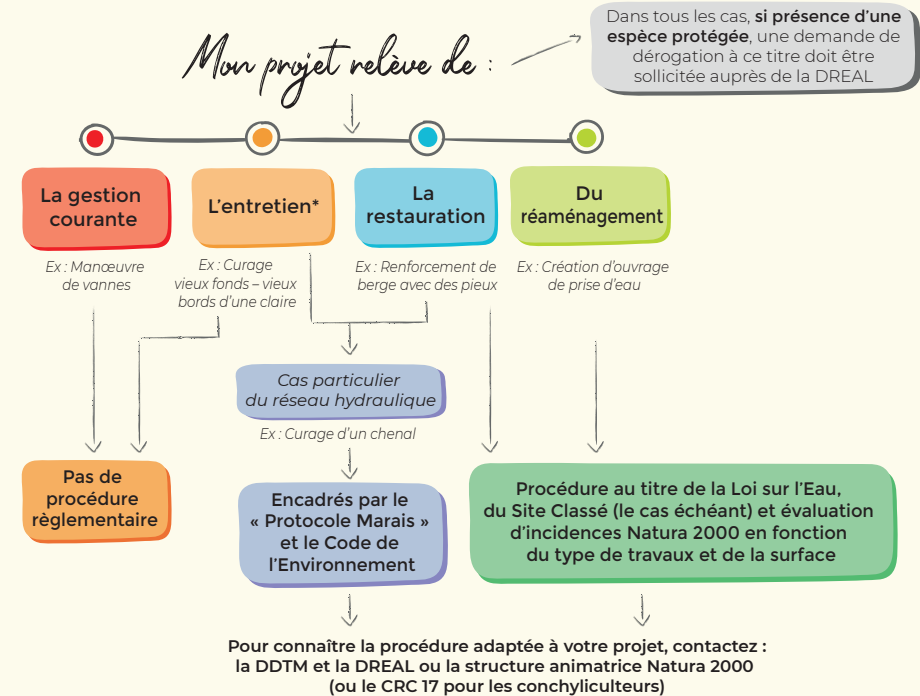 Mon projet relève de :
Dans tous les cas, si présence d'une
espèce protégée, une demande de
dérogation à ce titre doit être
sollicitée auprès de la DREAL
La gestion
courante
Ex : Manœuvre
de vannes
L'entretien*
Ex : Curage
vieux fonds – vieux
bords d'une claire
La
restauration
Ex : Renforcement de
berge avec des pieux
Du
réaménagement
Ex : Création d'ouvrage
de prise d'eau
Cas particulier
du réseau hydraulique
Ex : Curage d'un chenal
Pas de
procédure
règlementaire
Encadrés par le
« Protocole Marais »
et le Code de
l'Environnement
Procédure au titre de la Loi sur l'Eau,
du Site Classé (le cas échéant) et évaluation
d'incidences Natura 2000 en fonction
du type de travaux et de la surface
Pour connaître la procédure adaptée à votre projet, contactez :
la DDTM et la DREAL ou la structure animatrice Natura 2000
(ou le CRC 17 pour les conchyliculteurs)